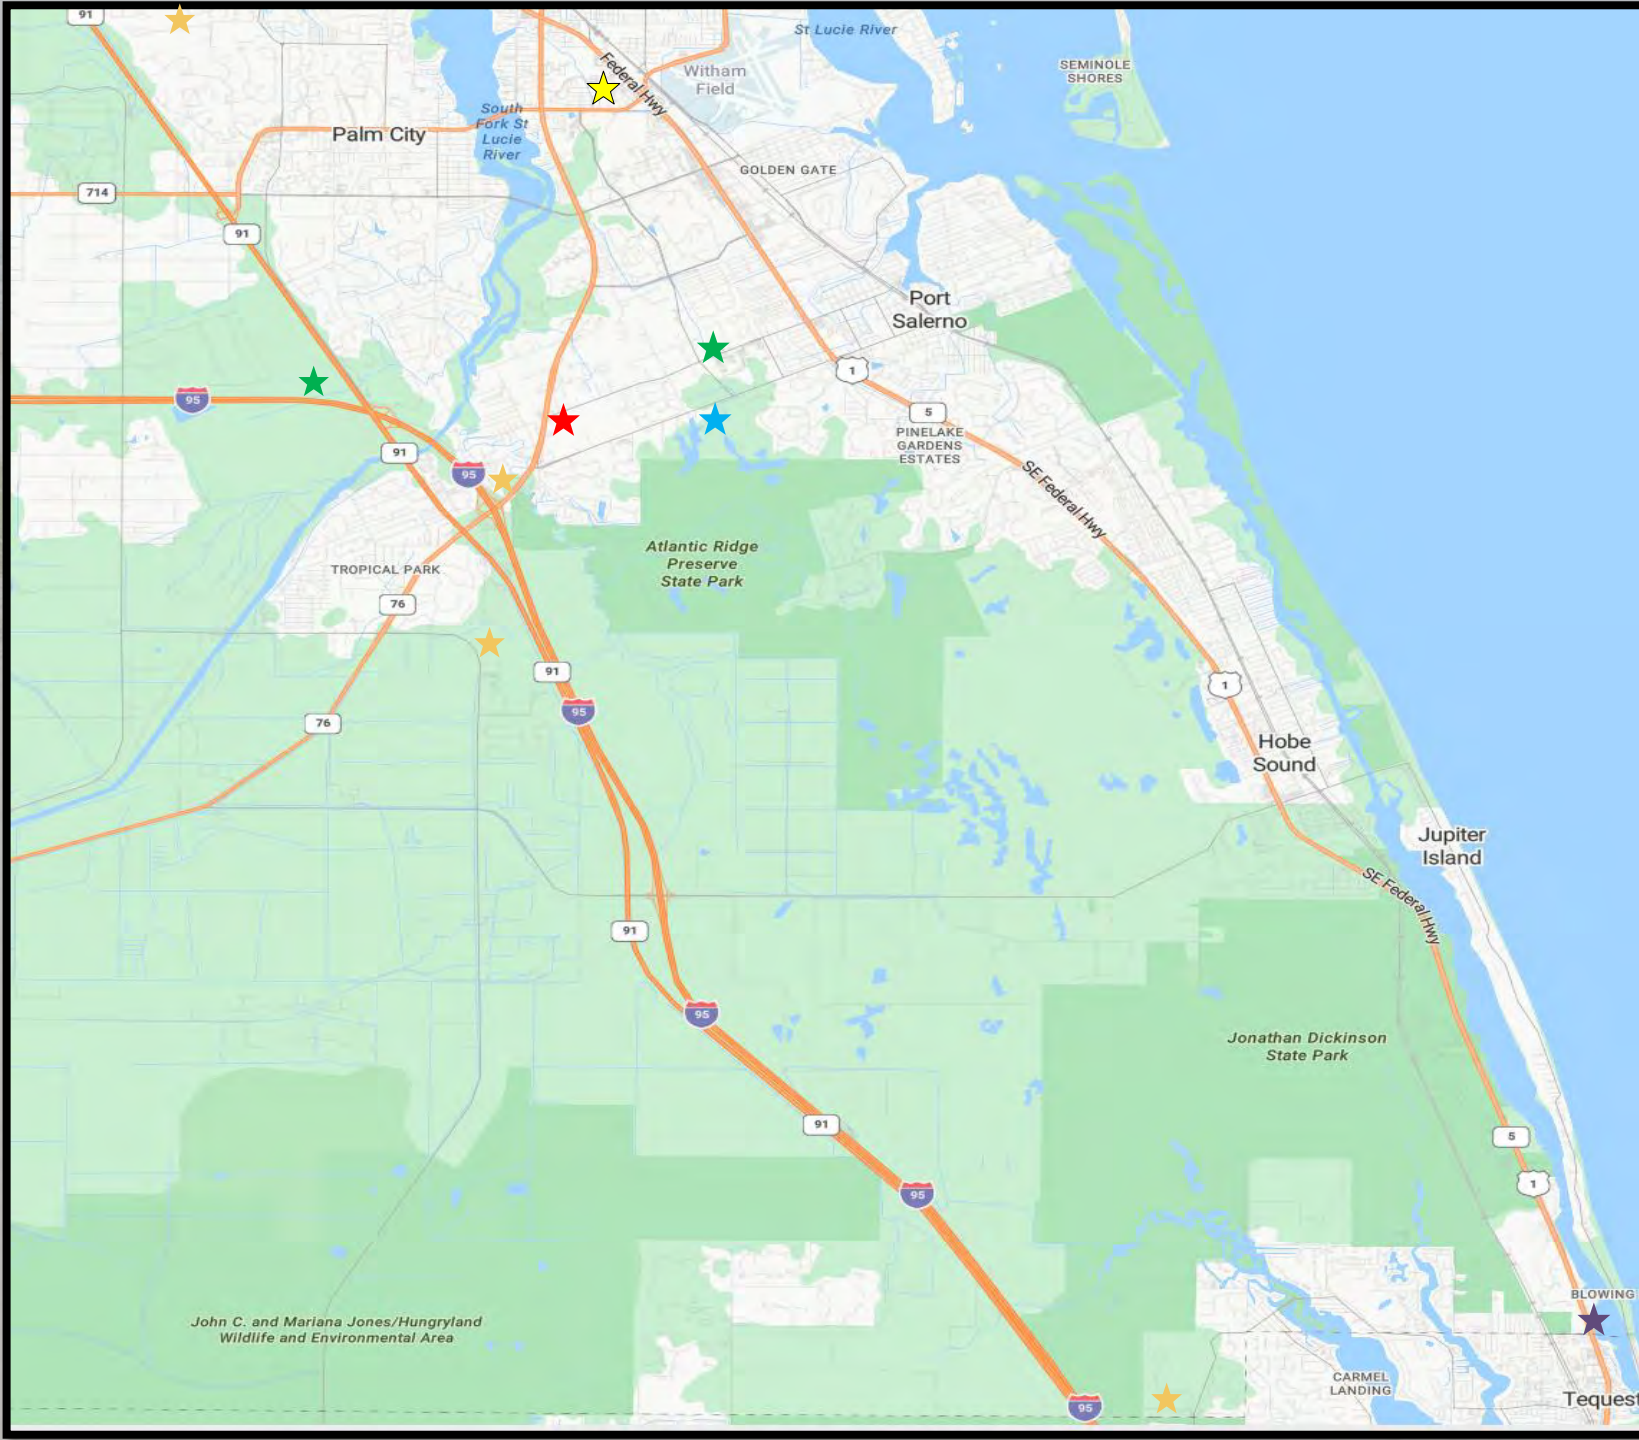 91
St Lucie River
SEMINOLE
SHORES
Federal Hwy
Witham
Field
South
Fork St
Lucie
River
Palm City
GOLDEN GATE
714
91
Port
Salerno
1
95
5
PINELAKE
GARDENS
ESTATES
91
95
SE Federal Hwy
Atlantic Ridge
Preserve
State Park
TROPICAL PARK
76
91
1
95
76
Hobe
Sound
Jupiter
Island
SE Federal Hwy
91
95
Jonathan Dickinson
State Park
91
5
1
95
BLOWING
John C. and Mariana Jones/Hungryland
Wildlife and Environmental Area
CARMEL
LANDING
95
Tequest